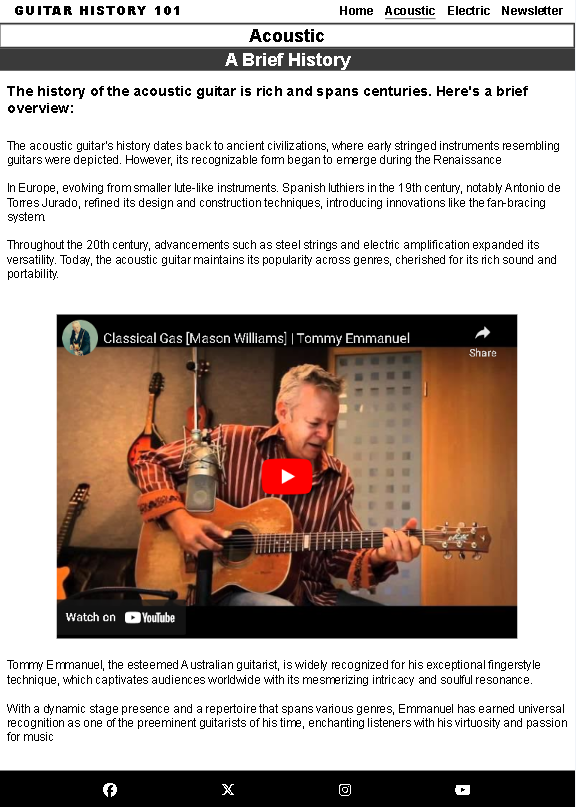 GUITAR HISTORY 101
Home Acoustic Electric Newsletter
Acoustic
A Brief History
The history of the acoustic guitar is rich and spans centuries. Here's a brief
overview:
The acoustic guitar's history dates back to ancient civilizations, where early stringed instruments resembling
guitars were depicted. However, its recognizable form began to emerge during the Renaissance
In Europe, evolving from smaller lute-like instruments. Spanish luthiers in the 19th century, notably Antonio de
Torres Jurado, refined its design and construction techniques, introducing innovations like the fan-bracing
system.
Throughout the 20th century, advancements such as steel strings and electric amplification expanded its
versatility. Today, the acoustic guitar maintains its popularity across genres, cherished for its rich sound and
portability.
Classical Gas [Mason Williams] | Tommy Emmanuel
Share
Watch on YouTube
Tommy Emmanuel, the esteemed Australian guitarist, is widely recognized for his exceptional fingerstyle
technique, which captivates audiences worldwide with its mesmerizing intricacy and soulful resonance.
With a dynamic stage presence and a repertoire that spans various genres, Emmanuel has earned universal
recognition as one of the preeminent guitarists of his time, enchanting listeners with his virtuosity and passion
for music